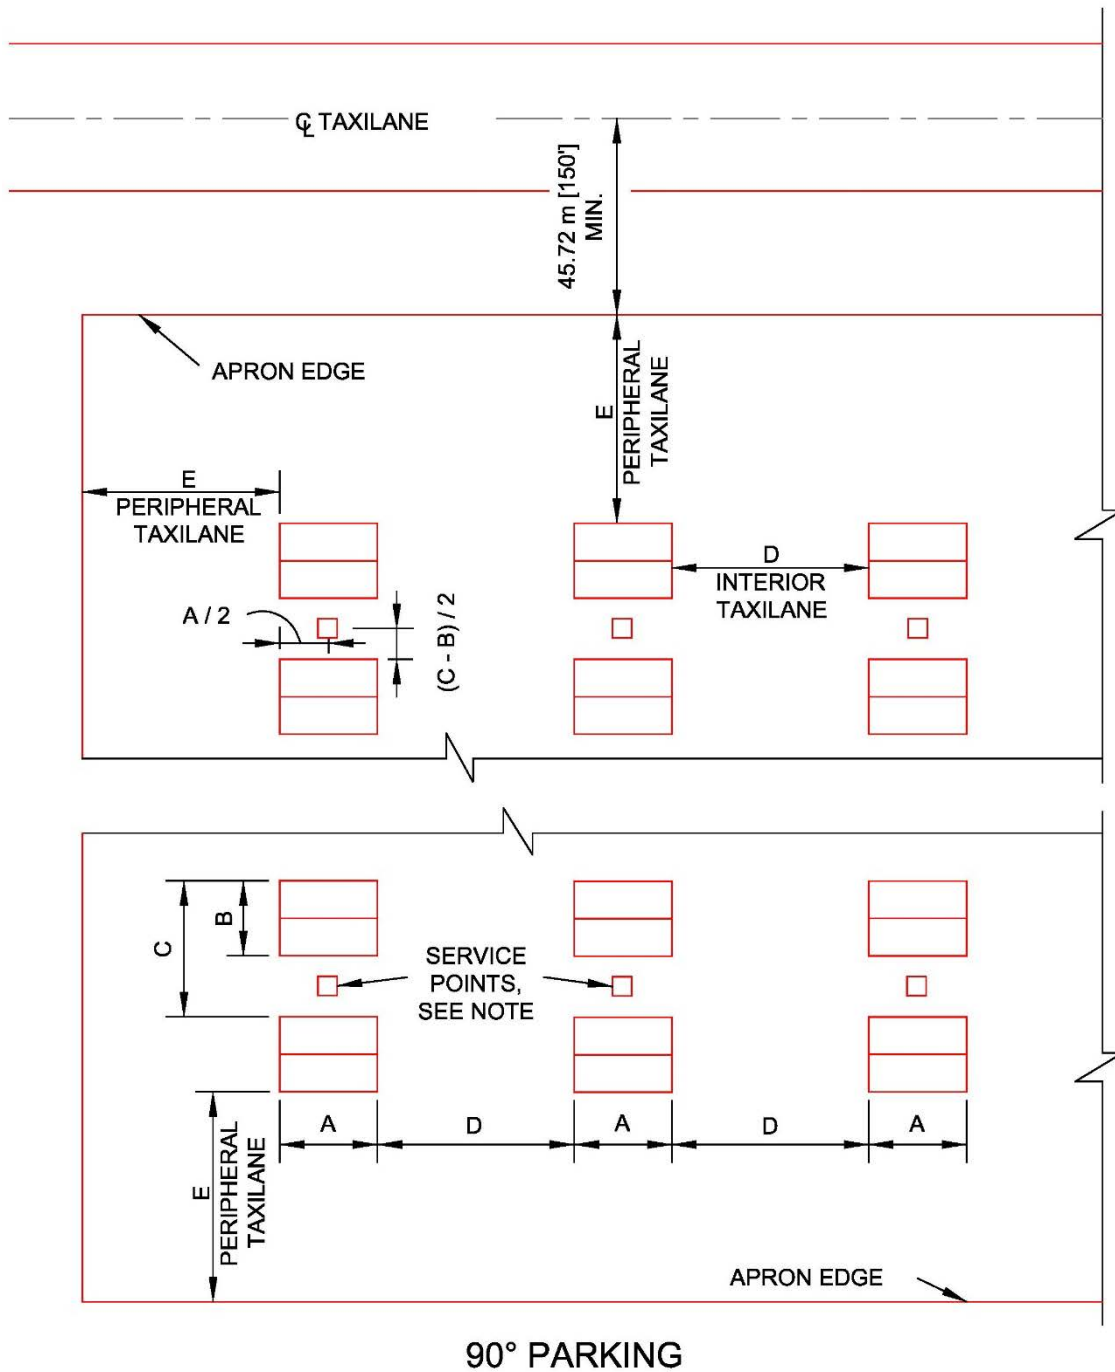 ℄ TAXILANE
45.72 m [150']
MIN.
APRON EDGE
E
PERIPHERAL
TAXILANE
E
PERIPHERAL
TAXILANE
D
INTERIOR
TAXILANE
A / 2
(C - B) / 2
C
B
SERVICE
POINTS,
SEE NOTE
E
PERIPHERAL
TAXILANE
A
D
A
D
A
APRON EDGE
90° PARKING